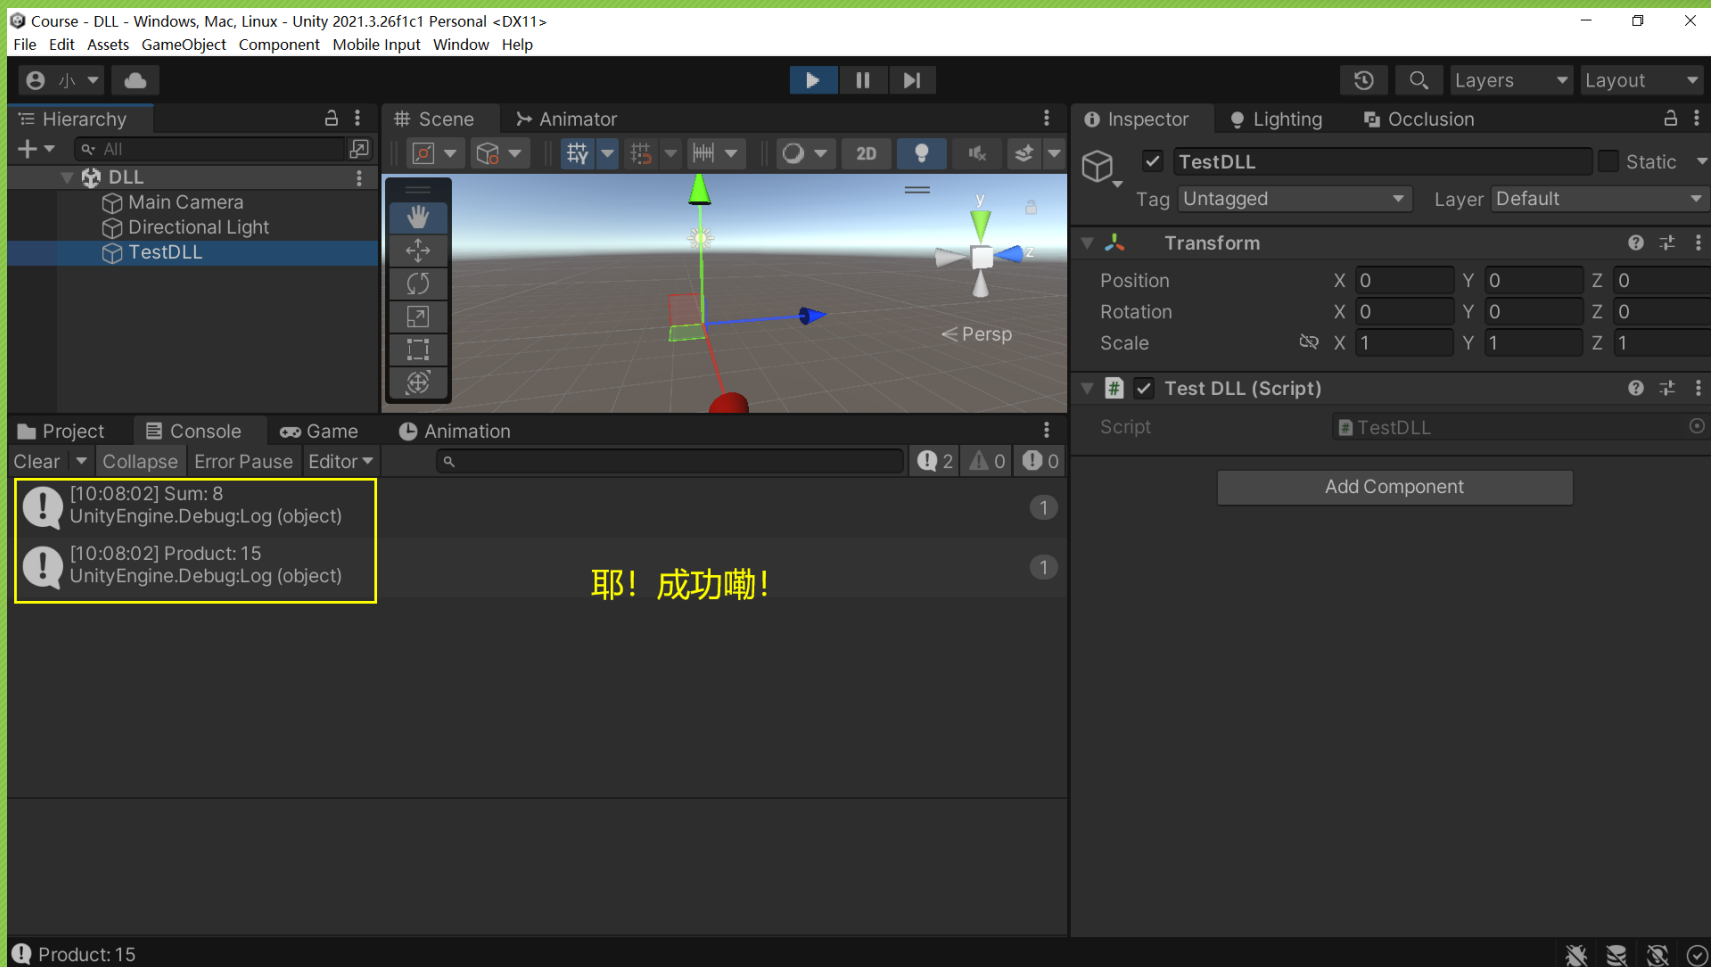 Course - DLL - Windows, Mac, Linux - Unity 2021.3.26f1c1 Personal <DX11>
File Edit Assets GameObject Component Mobile Input Window Help
小
Layers
Layout
Hierarchy
All
DLL
Main Camera
Directional Light
TestDLL
Scene
Animator
2D
y
z
Persp
Inspector
Lighting
Occlusion
TestDLL
Static
Tag
Untagged
Layer
Default
Transform
Position X 0 Y 0 Z 0
Rotation X 0 Y 0 Z 0
Scale X 1 Y 1 Z 1
# Test DLL (Script)
Script # TestDLL
Add Component
Project
Console
Game
Animation
Clear
Collapse
Error Pause
Editor
2
0
0
[10:08:02] Sum: 8
UnityEngine.Debug:Log (object)
1
[10:08:02] Product: 15
UnityEngine.Debug:Log (object)
1
耶！成功嘞！
Product: 15